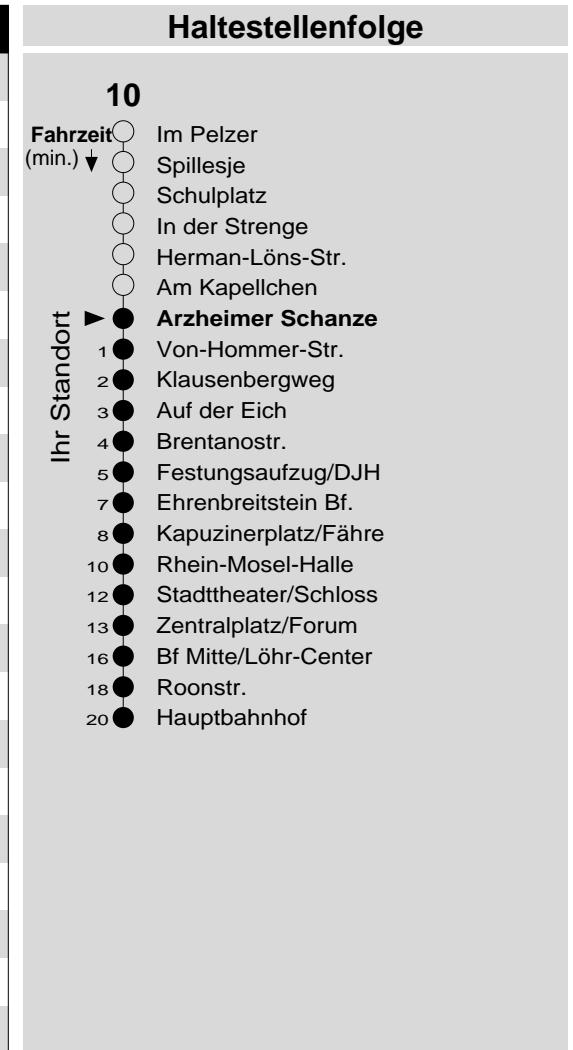 Haltestellenfolge
10
Fahrzeit
(min.)
Im Pelzer
Spillesje
Schulplatz
In der Strenge
Herman-Löns-Str.
Am Kapellchen
Ihr Standort
Arzheimer Schanze
1 Von-Hommer-Str.
2 Klausenbergweg
3 Auf der Eich
4 Brentanostr.
5 Festungsaufzug/DJH
7 Ehrenbreitstein Bf.
8 Kapuzinerplatz/Fähre
10 Rhein-Mosel-Halle
12 Stadttheater/Schloss
13 Zentralplatz/Forum
16 Bf Mitte/Löhr-Center
18 Roonstr.
20 Hauptbahnhof